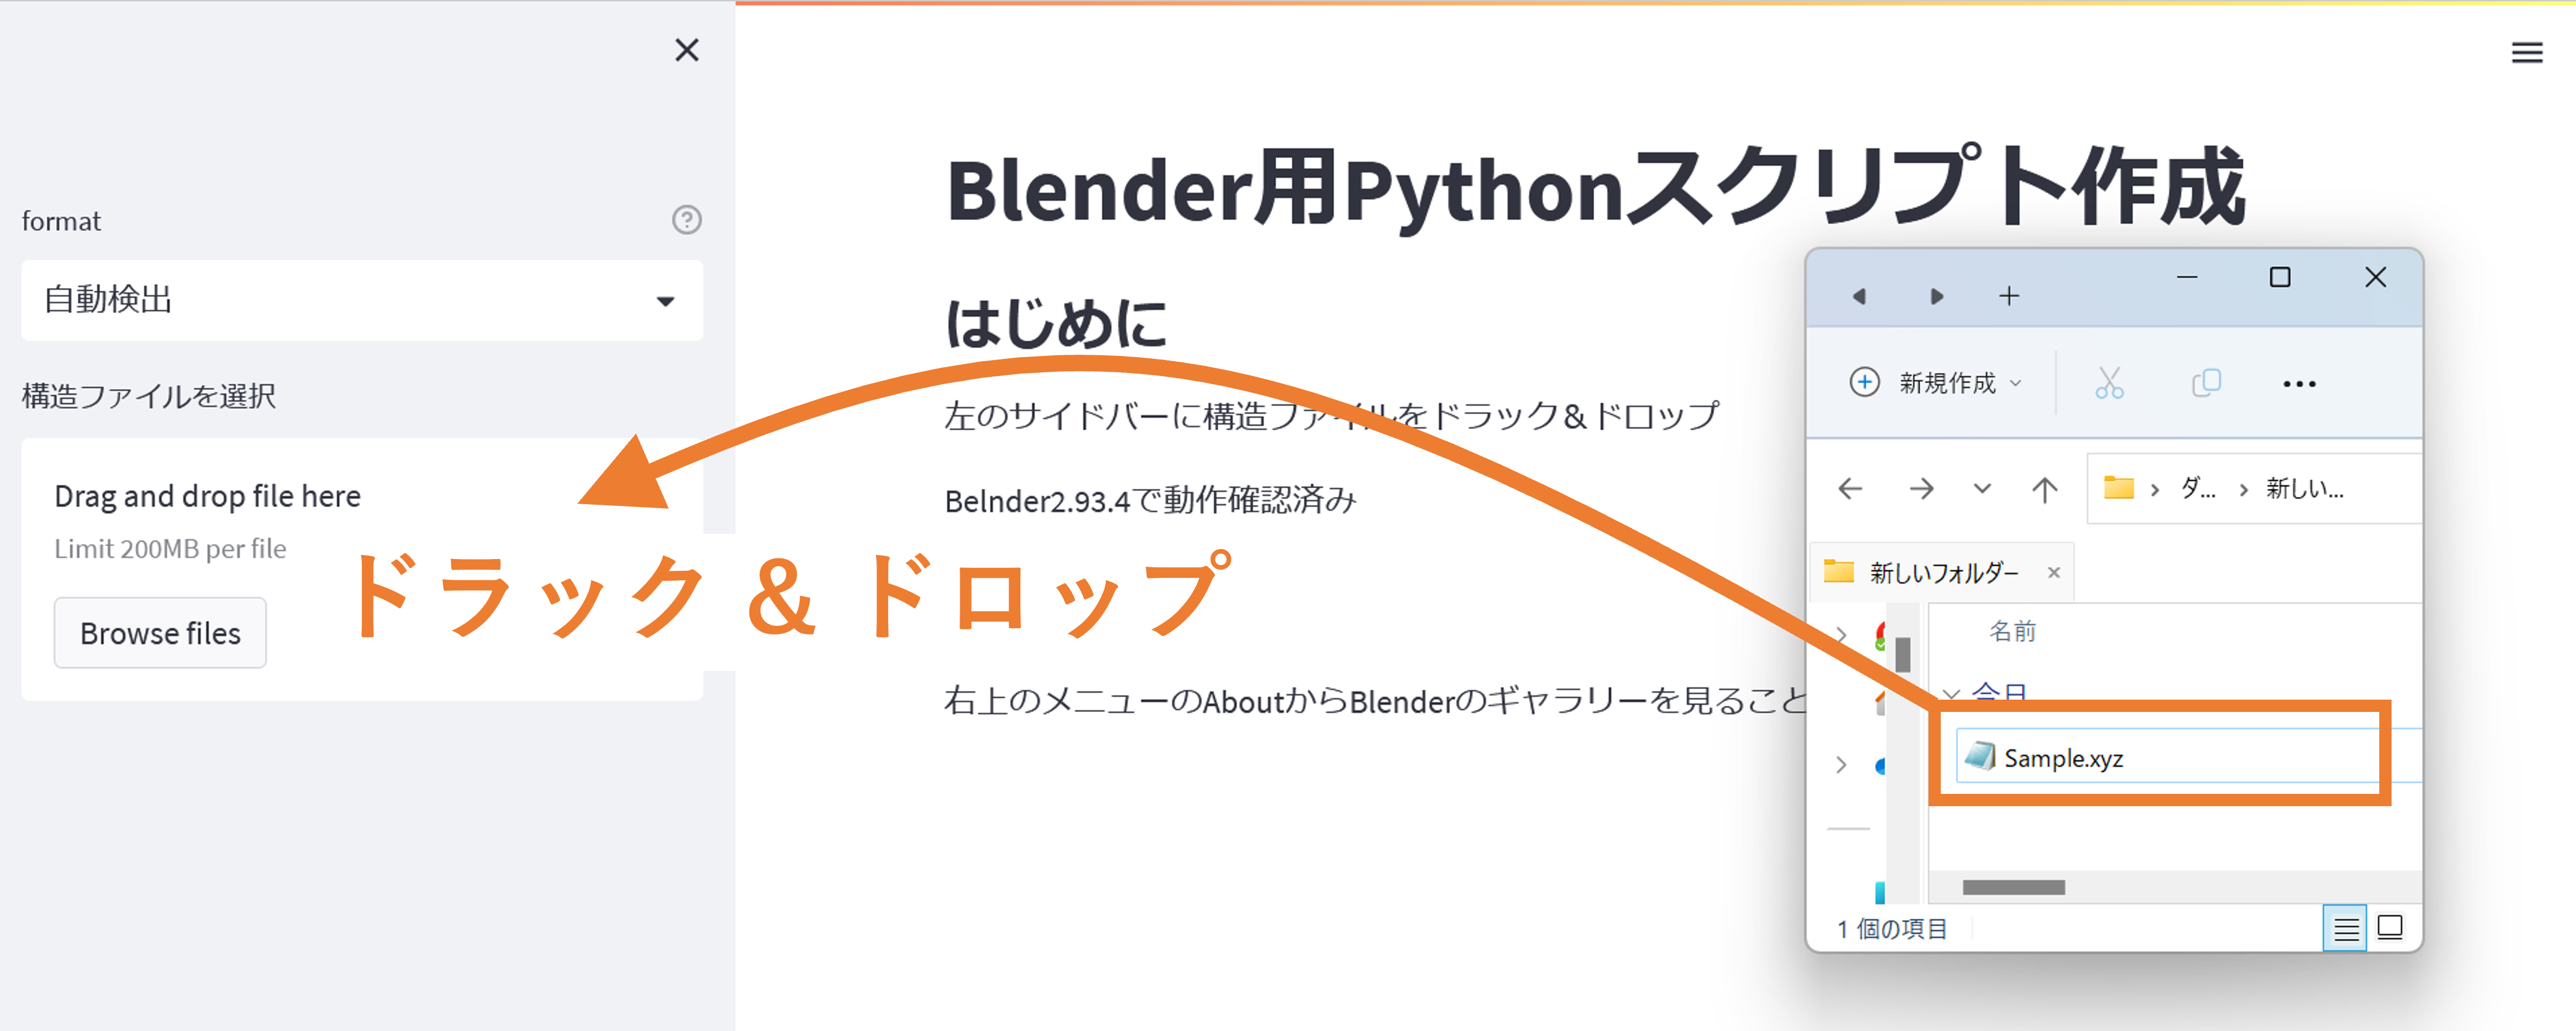 format
自動検出
構造ファイルを選択
Drag and drop file here
Limit 200MB per file
Browse files
Blender用Pythonスクリプト作成
はじめに
左のサイドバーに構造ファイルをドラック＆ドロップ
Belnder2.93.4で動作確認済み
ドラック & ドロップ
右上のメニューのAboutからBlenderのギャラリーを見ること
新規作成
ダ... › 新しい...
新しいフォルダー
名前
今日
Sample.xyz
1 個の項目